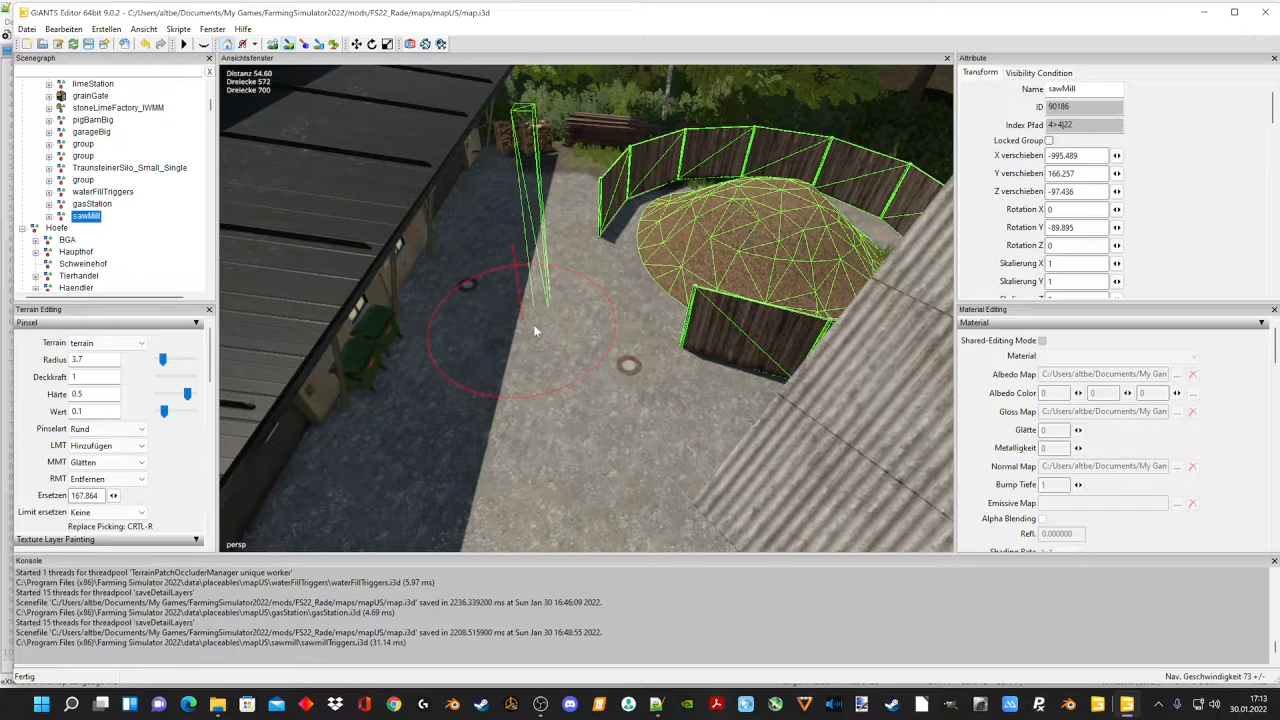 GIANTS Editor 64bit 9.0.2 - C:/Users/altbe/Documents/My Games/FarmingSimulator2022/mods/FS22_Rade/maps/mapUS/map.i3d
Datei Bearbeiten Erstellen Ansicht Skripte Fenster Hilfe
Scenegraph
X
limeStation
grainGate
stoneLimeFactory_IWMM
pigBarnBig
garageBig
group
group
TraunsteinerSilo_Small_Single
group
waterFillTriggers
gasStation
sawMill
Hoefe
BGA
Haupthof
Schweinehof
Tierhandel
Haendler
Terrain Editing
Pinsel
Terrain terrain
Radius 3.7
Deckkraft 1
Härte 0.5
Wert 0.1
Pinselart Rund
LMT Hinzufügen
MMT Glätten
RMT Entfernen
Ersetzen 167.864
Limit ersetzen Keine
Replace Picking: CRTL-R
Texture Layer Painting
Ansichtsfenster
Distanz 54.60
Dreiecke 572
Dreiecke 700
persp
Attribute
Transform Visibility Condition
Name sawMill
ID 90186
Index Pfad 4>4|22
Locked Group
X verschieben -995.489
Y verschieben 166.257
Z verschieben -97.436
Rotation X 0
Rotation Y -89.895
Rotation Z 0
Skalierung X 1
Skalierung Y 1
Material Editing
Material
Shared-Editing Mode
Material
Albedo Map C:/Users/altbe/Documents/My Gan ...
Albedo Color 0 0 0 ...
Gloss Map C:/Users/altbe/Documents/My Gan ...
Glätte 0
Metalligkeit 0
Normal Map C:/Users/altbe/Documents/My Gan ...
Bump Tiefe 1
Emissive Map ...
Alpha Blending
Refl. 0.000000
Konsole
Started 1 threads for threadpool 'TerrainPatchOccluderManager unique worker'
C:\Program Files (x86)\Farming Simulator 2022\data\placeables\mapUS\waterFillTriggers\waterFillTriggers.i3d (5.97 ms)
Started 15 threads for threadpool 'saveDetailLayers'
Scenefile 'C:/Users/altbe/Documents/My Games/FarmingSimulator2022/mods/FS22_Rade/maps/mapUS/map.i3d' saved in 2236.339200 ms at Sun Jan 30 16:46:09 2022.
C:\Program Files (x86)\Farming Simulator 2022\data\placeables\mapUS\gasStation\gasStation.i3d (4.69 ms)
Started 15 threads for threadpool 'saveDetailLayers'
Scenefile 'C:/Users/altbe/Documents/My Games/FarmingSimulator2022/mods/FS22_Rade/maps/mapUS/map.i3d' saved in 2208.515900 ms at Sun Jan 30 16:48:55 2022.
C:\Program Files (x86)\Farming Simulator 2022\data\placeables\mapUS\sawmill\sawmillTriggers.i3d (31.14 ms)
Fertig
Nav. Geschwindigkeit 73 +/-
17:13
30.01.2022